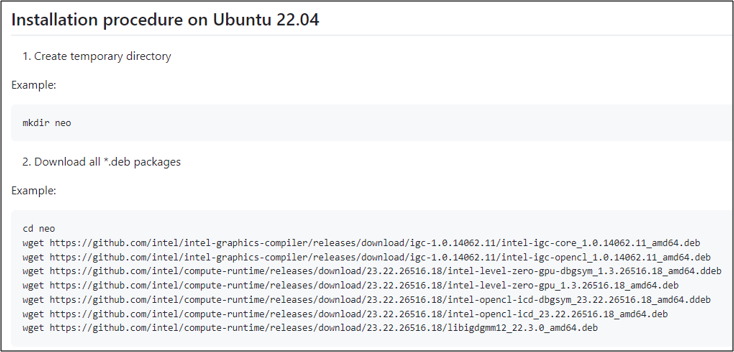 Installation procedure on Ubuntu 22.04
1. Create temporary directory
Example:
mkdir neo
2. Download all *.deb packages
Example:
cd neo
wget https://github.com/intel/intel-graphics-compiler/releases/download/igc-1.0.14062.11/intel-igc-core_1.0.14062.11_amd64.deb
wget https://github.com/intel/intel-graphics-compiler/releases/download/igc-1.0.14062.11/intel-igc-opencl_1.0.14062.11_amd64.deb
wget https://github.com/intel/compute-runtime/releases/download/23.22.26516.18/intel-level-zero-gpu-dbgsym_1.3.26516.18_amd64.ddeb
wget https://github.com/intel/compute-runtime/releases/download/23.22.26516.18/intel-level-zero-gpu_1.3.26516.18_amd64.deb
wget https://github.com/intel/compute-runtime/releases/download/23.22.26516.18/intel-opencl-icd-dbgsym_23.22.26516.18_amd64.ddeb
wget https://github.com/intel/compute-runtime/releases/download/23.22.26516.18/intel-opencl-icd_23.22.26516.18_amd64.deb
wget https://github.com/intel/compute-runtime/releases/download/23.22.26516.18/libigdgmm12_22.3.0_amd64.deb